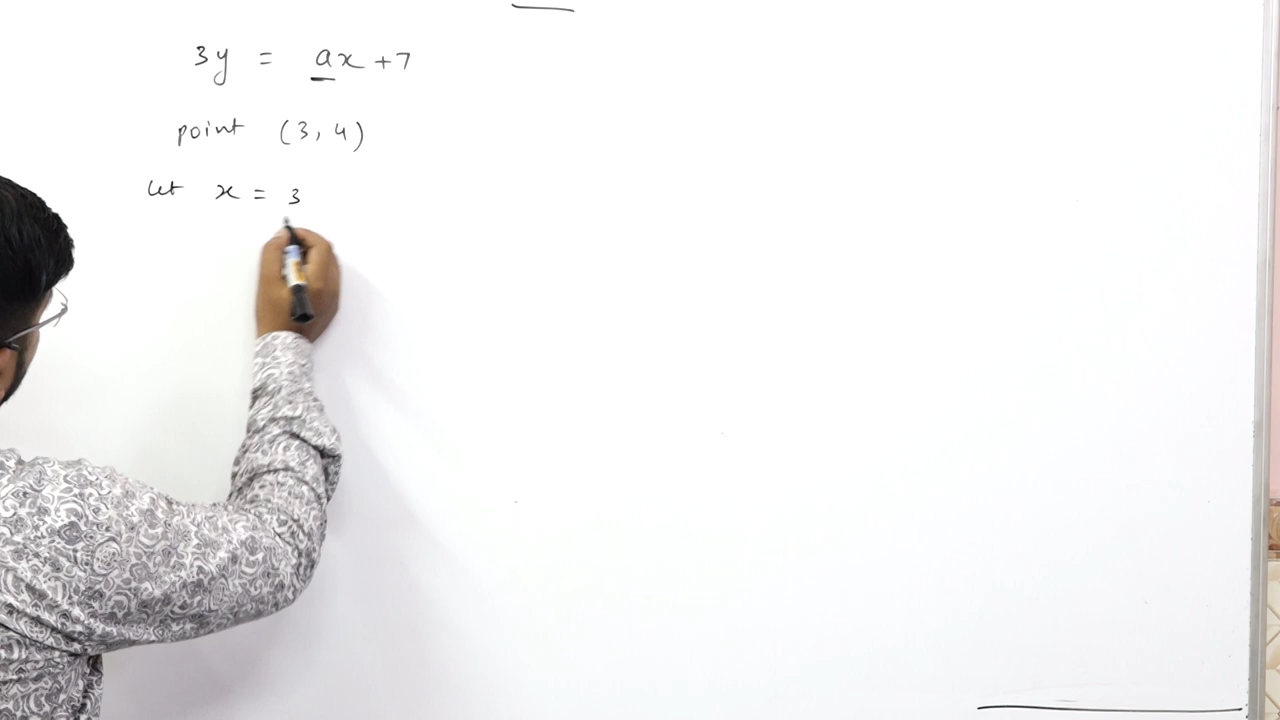 3y = ax +7
point (3, 4)
let x = 3